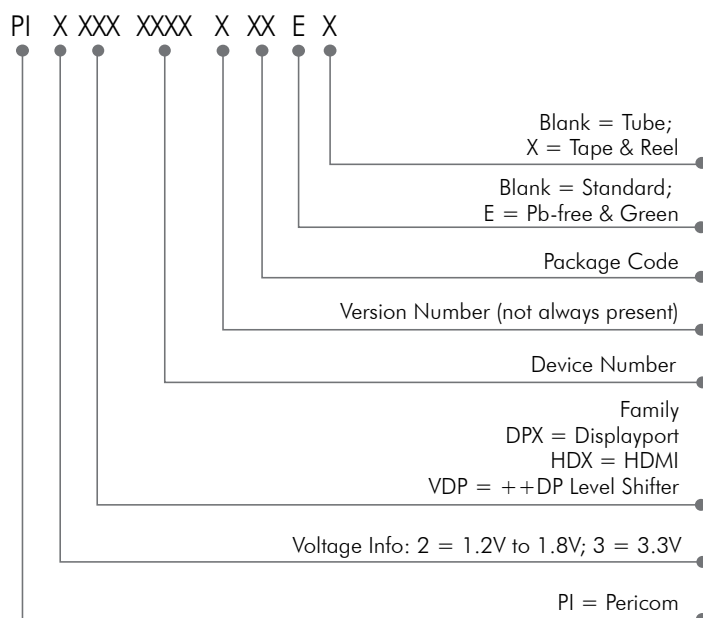 PI X XXX XXXX X XX E X
Blank = Tube;
X = Tape & Reel
Blank = Standard;
E = Pb-free & Green
Package Code
Version Number (not always present)
Device Number
Family
DPX = Displayport
HDX = HDMI
VDP = ++DP Level Shifter
Voltage Info: 2 = 1.2V to 1.8V; 3 = 3.3V
PI = Pericom